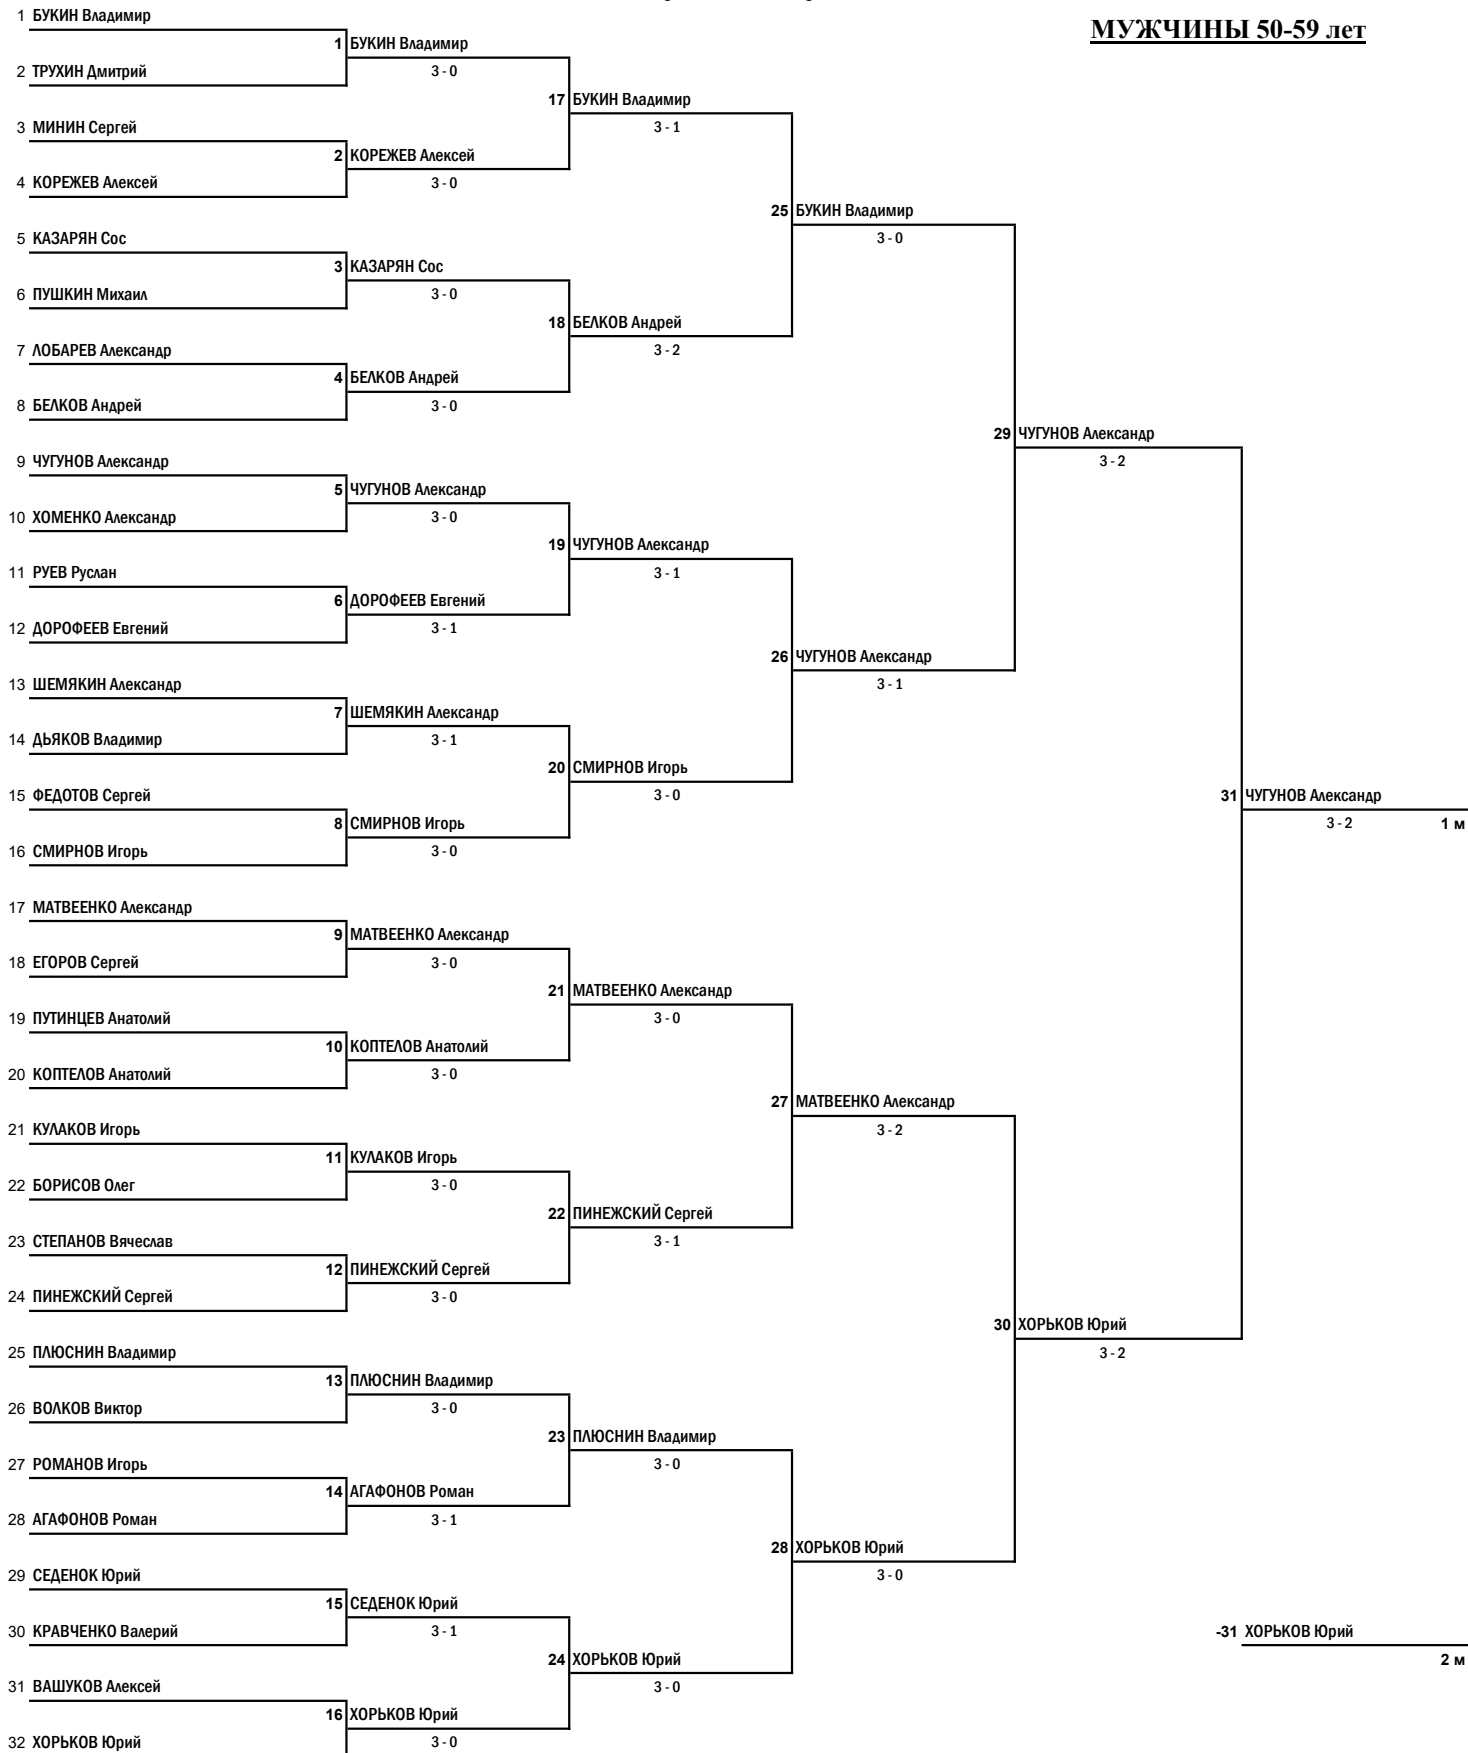 МУЖЧИНЫ 50-59 лет
1 БУКИН Владимир
1 БУКИН Владимир
2 ТРУХИН Дмитрий
3 - 0
17 БУКИН Владимир
3 МИНИН Сергей
3 - 1
2 КОРЕЖЕВ Алексей
4 КОРЕЖЕВ Алексей
3 - 0
25 БУКИН Владимир
5 КАЗАРЯН Сос
3 - 0
3 КАЗАРЯН Сос
6 ПУШКИН Михаил
3 - 0
18 БЕЛКОВ Андрей
7 ЛОБАРЕВ Александр
3 - 2
4 БЕЛКОВ Андрей
8 БЕЛКОВ Андрей
3 - 0
29 ЧУГУНОВ Александр
9 ЧУГУНОВ Александр
3 - 2
5 ЧУГУНОВ Александр
10 ХОМЕНКО Александр
3 - 0
19 ЧУГУНОВ Александр
11 РУЕВ Руслан
3 - 1
6 ДОРОФЕЕВ Евгений
12 ДОРОФЕЕВ Евгений
3 - 1
26 ЧУГУНОВ Александр
13 ШЕМЯКИН Александр
3 - 1
7 ШЕМЯКИН Александр
14 ДЬЯКОВ Владимир
3 - 1
20 СМИРНОВ Игорь
15 ФЕДОТОВ Сергей
3 - 0
31 ЧУГУНОВ Александр
8 СМИРНОВ Игорь
3 - 2
1 м
16 СМИРНОВ Игорь
3 - 0
17 МАТВЕЕНКО Александр
9 МАТВЕЕНКО Александр
18 ЕГОРОВ Сергей
3 - 0
21 МАТВЕЕНКО Александр
19 ПУТИНЦЕВ Анатолий
3 - 0
10 КОПТЕЛОВ Анатолий
20 КОПТЕЛОВ Анатолий
3 - 0
27 МАТВЕЕНКО Александр
21 КУЛАКОВ Игорь
3 - 2
11 КУЛАКОВ Игорь
22 БОРИСОВ Олег
3 - 0
22 ПИНЕЖСКИЙ Сергей
23 СТЕПАНОВ Вячеслав
3 - 1
12 ПИНЕЖСКИЙ Сергей
24 ПИНЕЖСКИЙ Сергей
3 - 0
30 ХОРЬКОВ Юрий
25 ПЛЮСНИН Владимир
3 - 2
13 ПЛЮСНИН Владимир
26 ВОЛКОВ Виктор
3 - 0
23 ПЛЮСНИН Владимир
27 РОМАНОВ Игорь
3 - 0
14 АГАФОНОВ Роман
28 АГАФОНОВ Роман
3 - 1
28 ХОРЬКОВ Юрий
29 СЕДЕНОК Юрий
3 - 0
15 СЕДЕНОК Юрий
30 КРАВЧЕНКО Валерий
3 - 1
-31 ХОРЬКОВ Юрий
24 ХОРЬКОВ Юрий
2 м
31 ВАШУКОВ Алексей
3 - 0
16 ХОРЬКОВ Юрий
32 ХОРЬКОВ Юрий
3 - 0